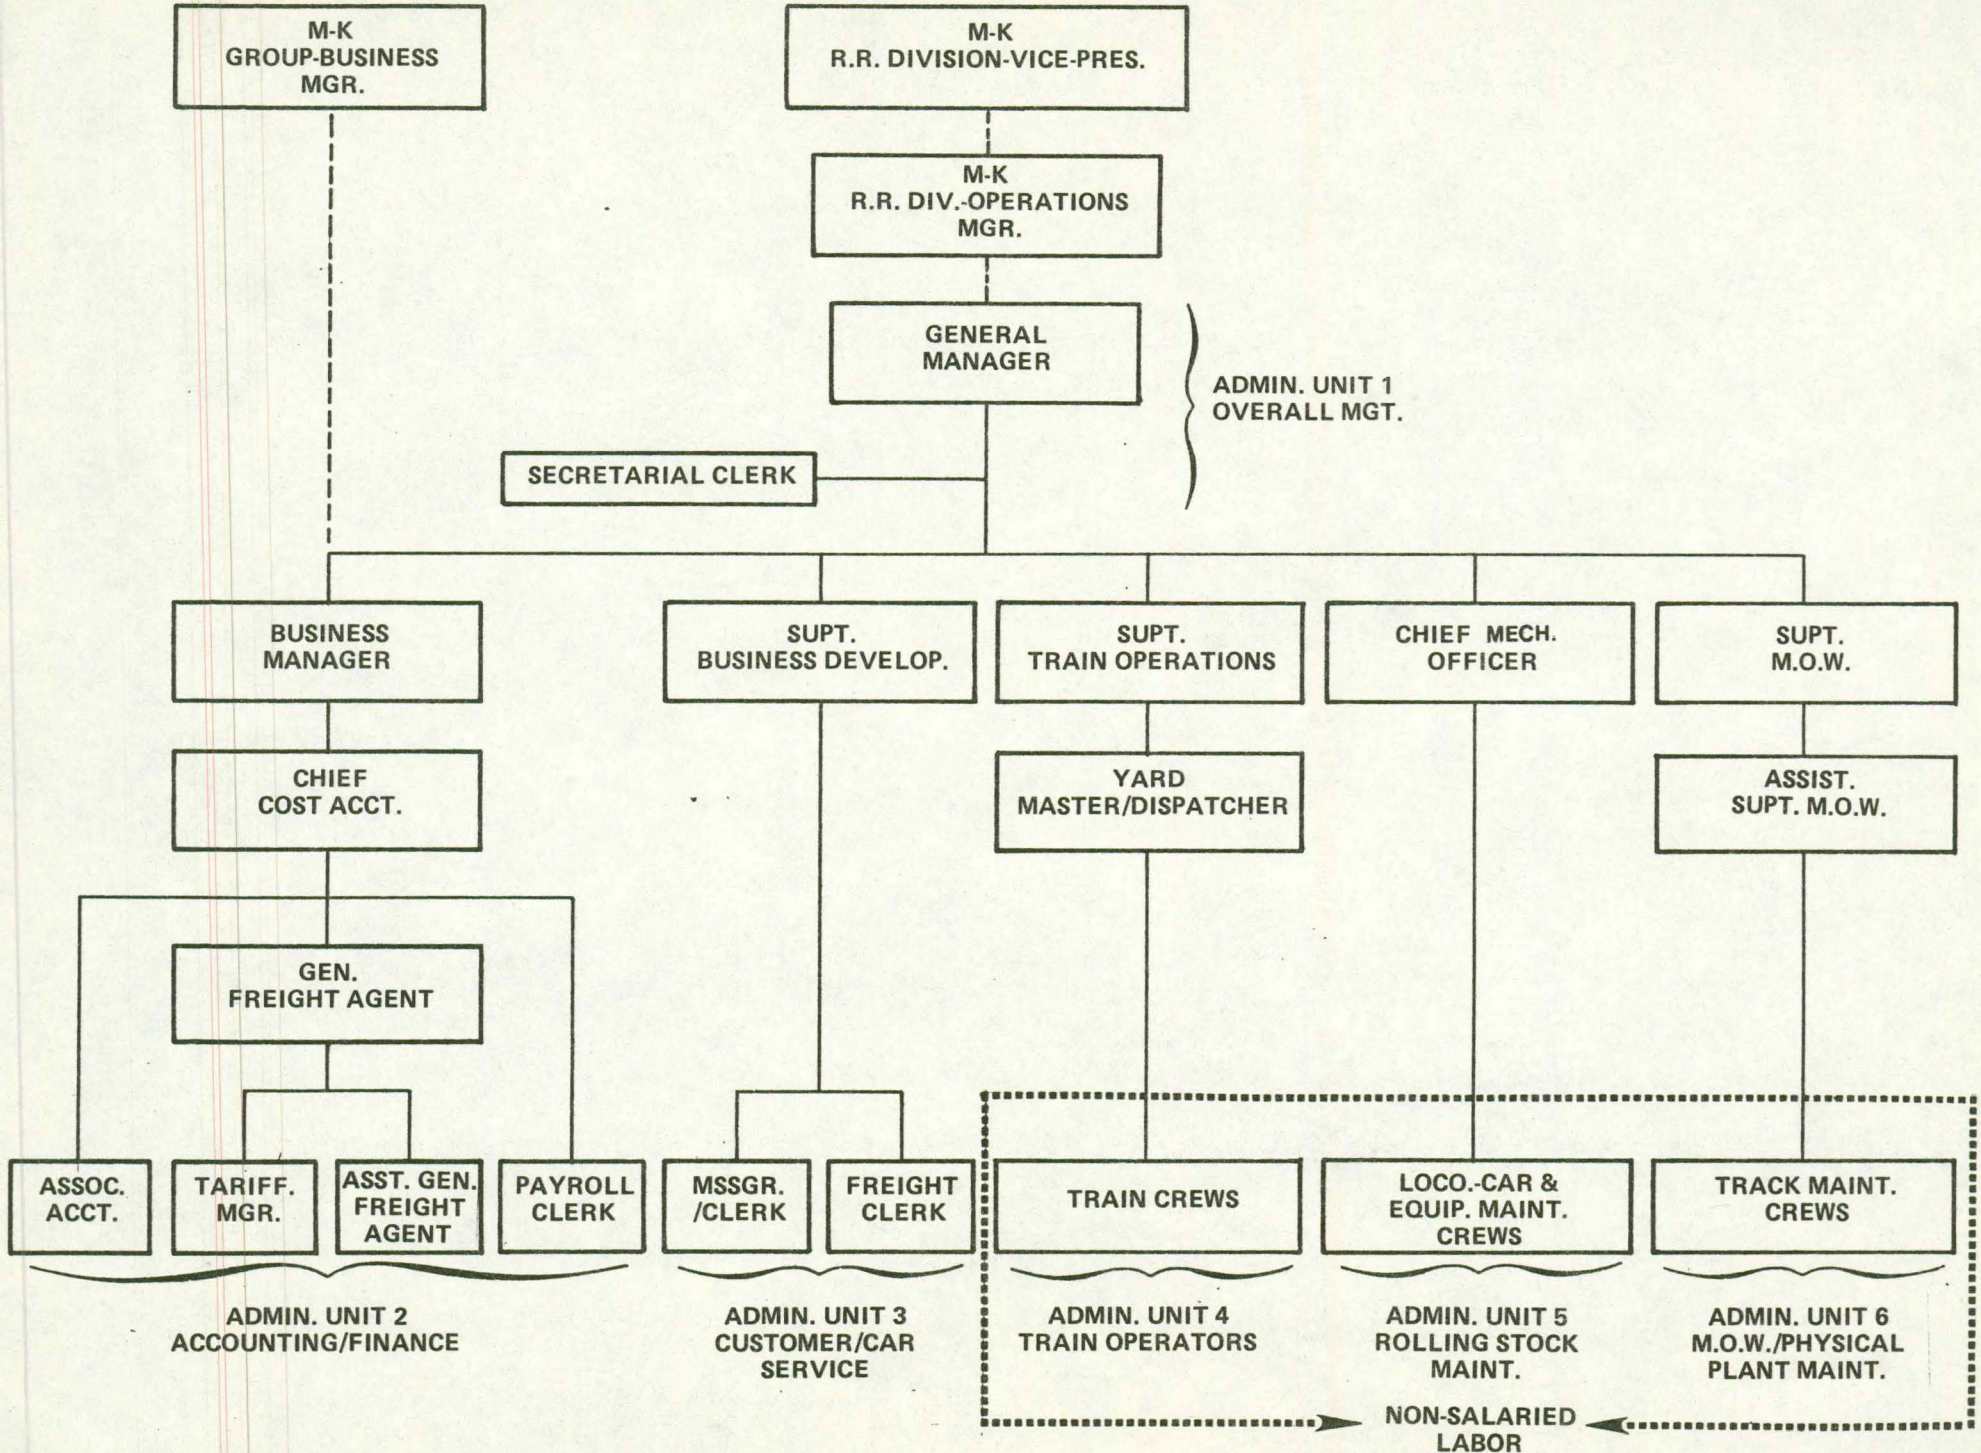 M-K
GROUP-BUSINESS
MGR.
M-K
R.R. DIVISION-VICE-PRES.
M-K
R.R. DIV.-OPERATIONS
MGR.
GENERAL
MANAGER
ADMIN. UNIT 1
OVERALL MGT.
SECRETARIAL CLERK
BUSINESS
MANAGER
SUPT.
BUSINESS DEVELOP.
SUPT.
TRAIN OPERATIONS
CHIEF MECH.
OFFICER
SUPT.
M.O.W.
CHIEF
COST ACCT.
YARD
MASTER/DISPATCHER
ASSIST.
SUPT. M.O.W.
GEN.
FREIGHT AGENT
ASSOC.
ACCT.
TARIFF.
MGR.
ASST. GEN.
FREIGHT
AGENT
PAYROLL
CLERK
MSSGR.
/CLERK
FREIGHT
CLERK
TRAIN CREWS
LOCO.-CAR &
EQUIP. MAINT.
CREWS
TRACK MAINT.
CREWS
ADMIN. UNIT 2
ACCOUNTING/FINANCE
ADMIN. UNIT 3
CUSTOMER/CAR
SERVICE
ADMIN. UNIT 4
TRAIN OPERATORS
ADMIN. UNIT 5
ROLLING STOCK
MAINT.
ADMIN. UNIT 6
M.O.W./PHYSICAL
PLANT MAINT.
NON-SALARIED
LABOR